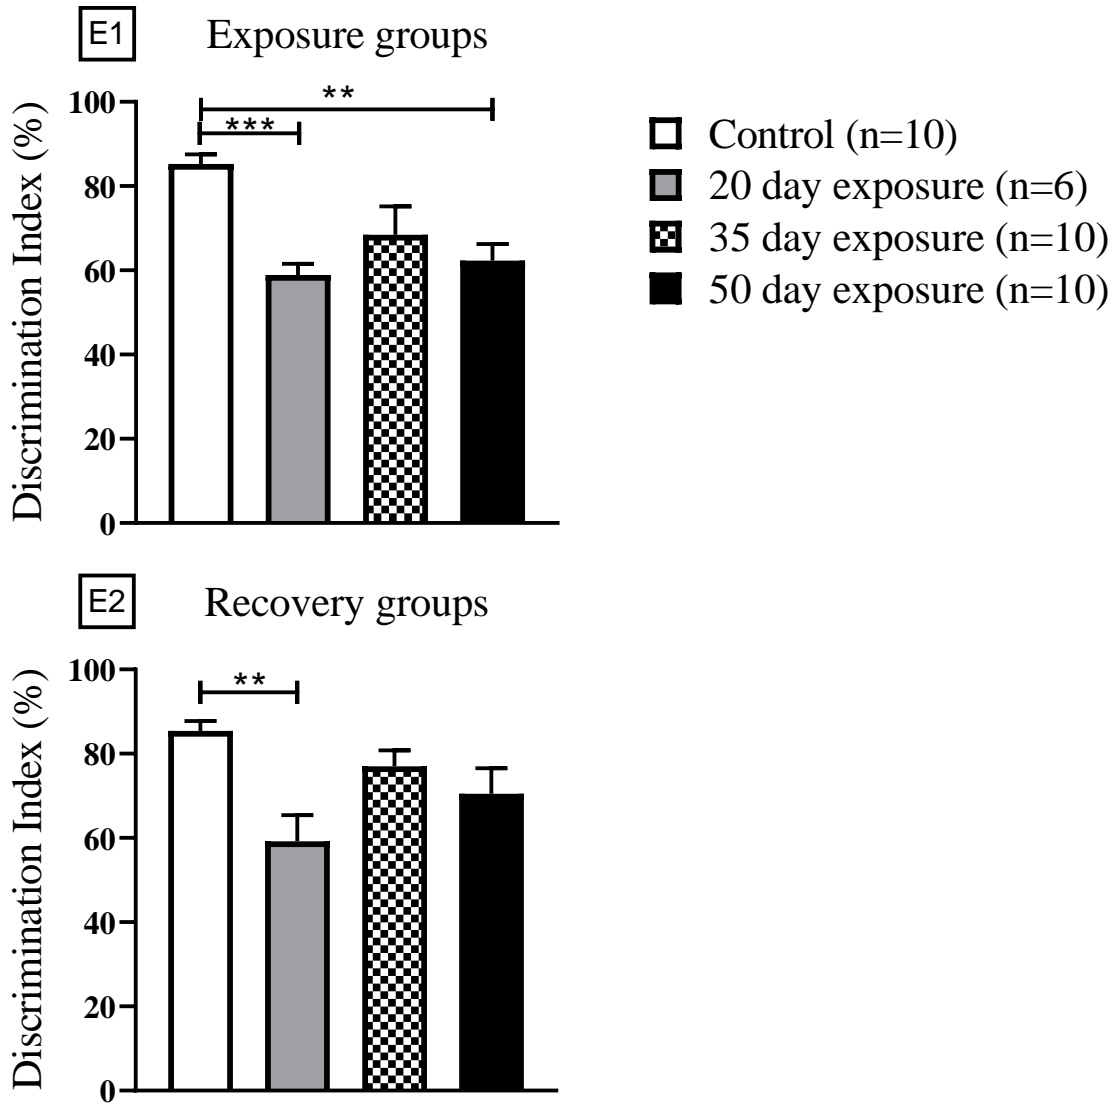 E1 Exposure groups
Discrimination Index (%)
100
80
60
40
20
0
**
***
Control (n=10)
20 day exposure (n=6)
35 day exposure (n=10)
50 day exposure (n=10)
E2 Recovery groups
Discrimination Index (%)
100
80
60
40
20
0
**